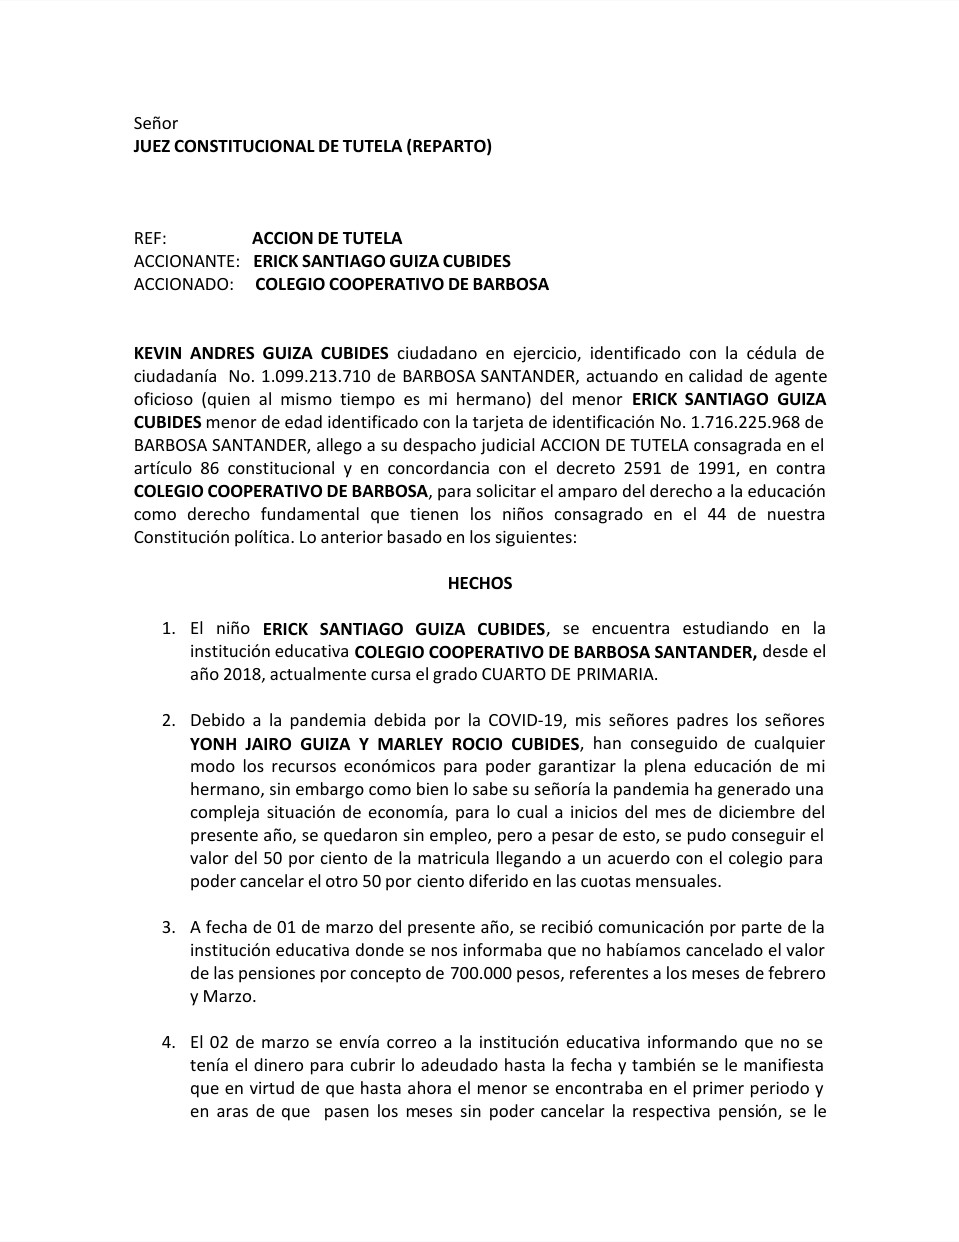 Señor
JUEZ CONSTITUCIONAL DE TUTELA (REPARTO)
REF: ACCION DE TUTELA
ACCIONANTE: ERICK SANTIAGO GUIZA CUBIDES
ACCIONADO: COLEGIO COOPERATIVO DE BARBOSA
KEVIN ANDRES GUIZA CUBIDES ciudadano en ejercicio, identificado con la cédula de
ciudadanía No. 1.099.213.710 de BARBOSA SANTANDER, actuando en calidad de agente
oficioso (quien al mismo tiempo es mi hermano) del menor ERICK SANTIAGO GUIZA
CUBIDES menor de edad identificado con la tarjeta de identificación No. 1.716.225.968 de
BARBOSA SANTANDER, allego a su despacho judicial ACCION DE TUTELA consagrada en el
artículo 86 constitucional y en concordancia con el decreto 2591 de 1991, en contra
COLEGIO COOPERATIVO DE BARBOSA, para solicitar el amparo del derecho a la educación
como derecho fundamental que tienen los niños consagrado en el 44 de nuestra
Constitución política. Lo anterior basado en los siguientes:
HECHOS
1. El niño ERICK SANTIAGO GUIZA CUBIDES, se encuentra estudiando en la
institución educativa COLEGIO COOPERATIVO DE BARBOSA SANTANDER, desde el
año 2018, actualmente cursa el grado CUARTO DE PRIMARIA.
2. Debido a la pandemia debida por la COVID-19, mis señores padres los señores
YONH JAIRO GUIZA Y MARLEY ROCIO CUBIDES, han conseguido de cualquier
modo los recursos económicos para poder garantizar la plena educación de mi
hermano, sin embargo como bien lo sabe su señoría la pandemia ha generado una
compleja situación de economía, para lo cual a inicios del mes de diciembre del
presente año, se quedaron sin empleo, pero a pesar de esto, se pudo conseguir el
valor del 50 por ciento de la matricula llegando a un acuerdo con el colegio para
poder cancelar el otro 50 por ciento diferido en las cuotas mensuales.
3. A fecha de 01 de marzo del presente año, se recibió comunicación por parte de la
institución educativa donde se nos informaba que no habíamos cancelado el valor
de las pensiones por concepto de 700.000 pesos, referentes a los meses de febrero
y Marzo.
4. El 02 de marzo se envía correo a la institución educativa informando que no se
tenía el dinero para cubrir lo adeudado hasta la fecha y también se le manifiesta
que en virtud de que hasta ahora el menor se encontraba en el primer periodo y
en aras de que pasen los meses sin poder cancelar la respectiva pensión, se le